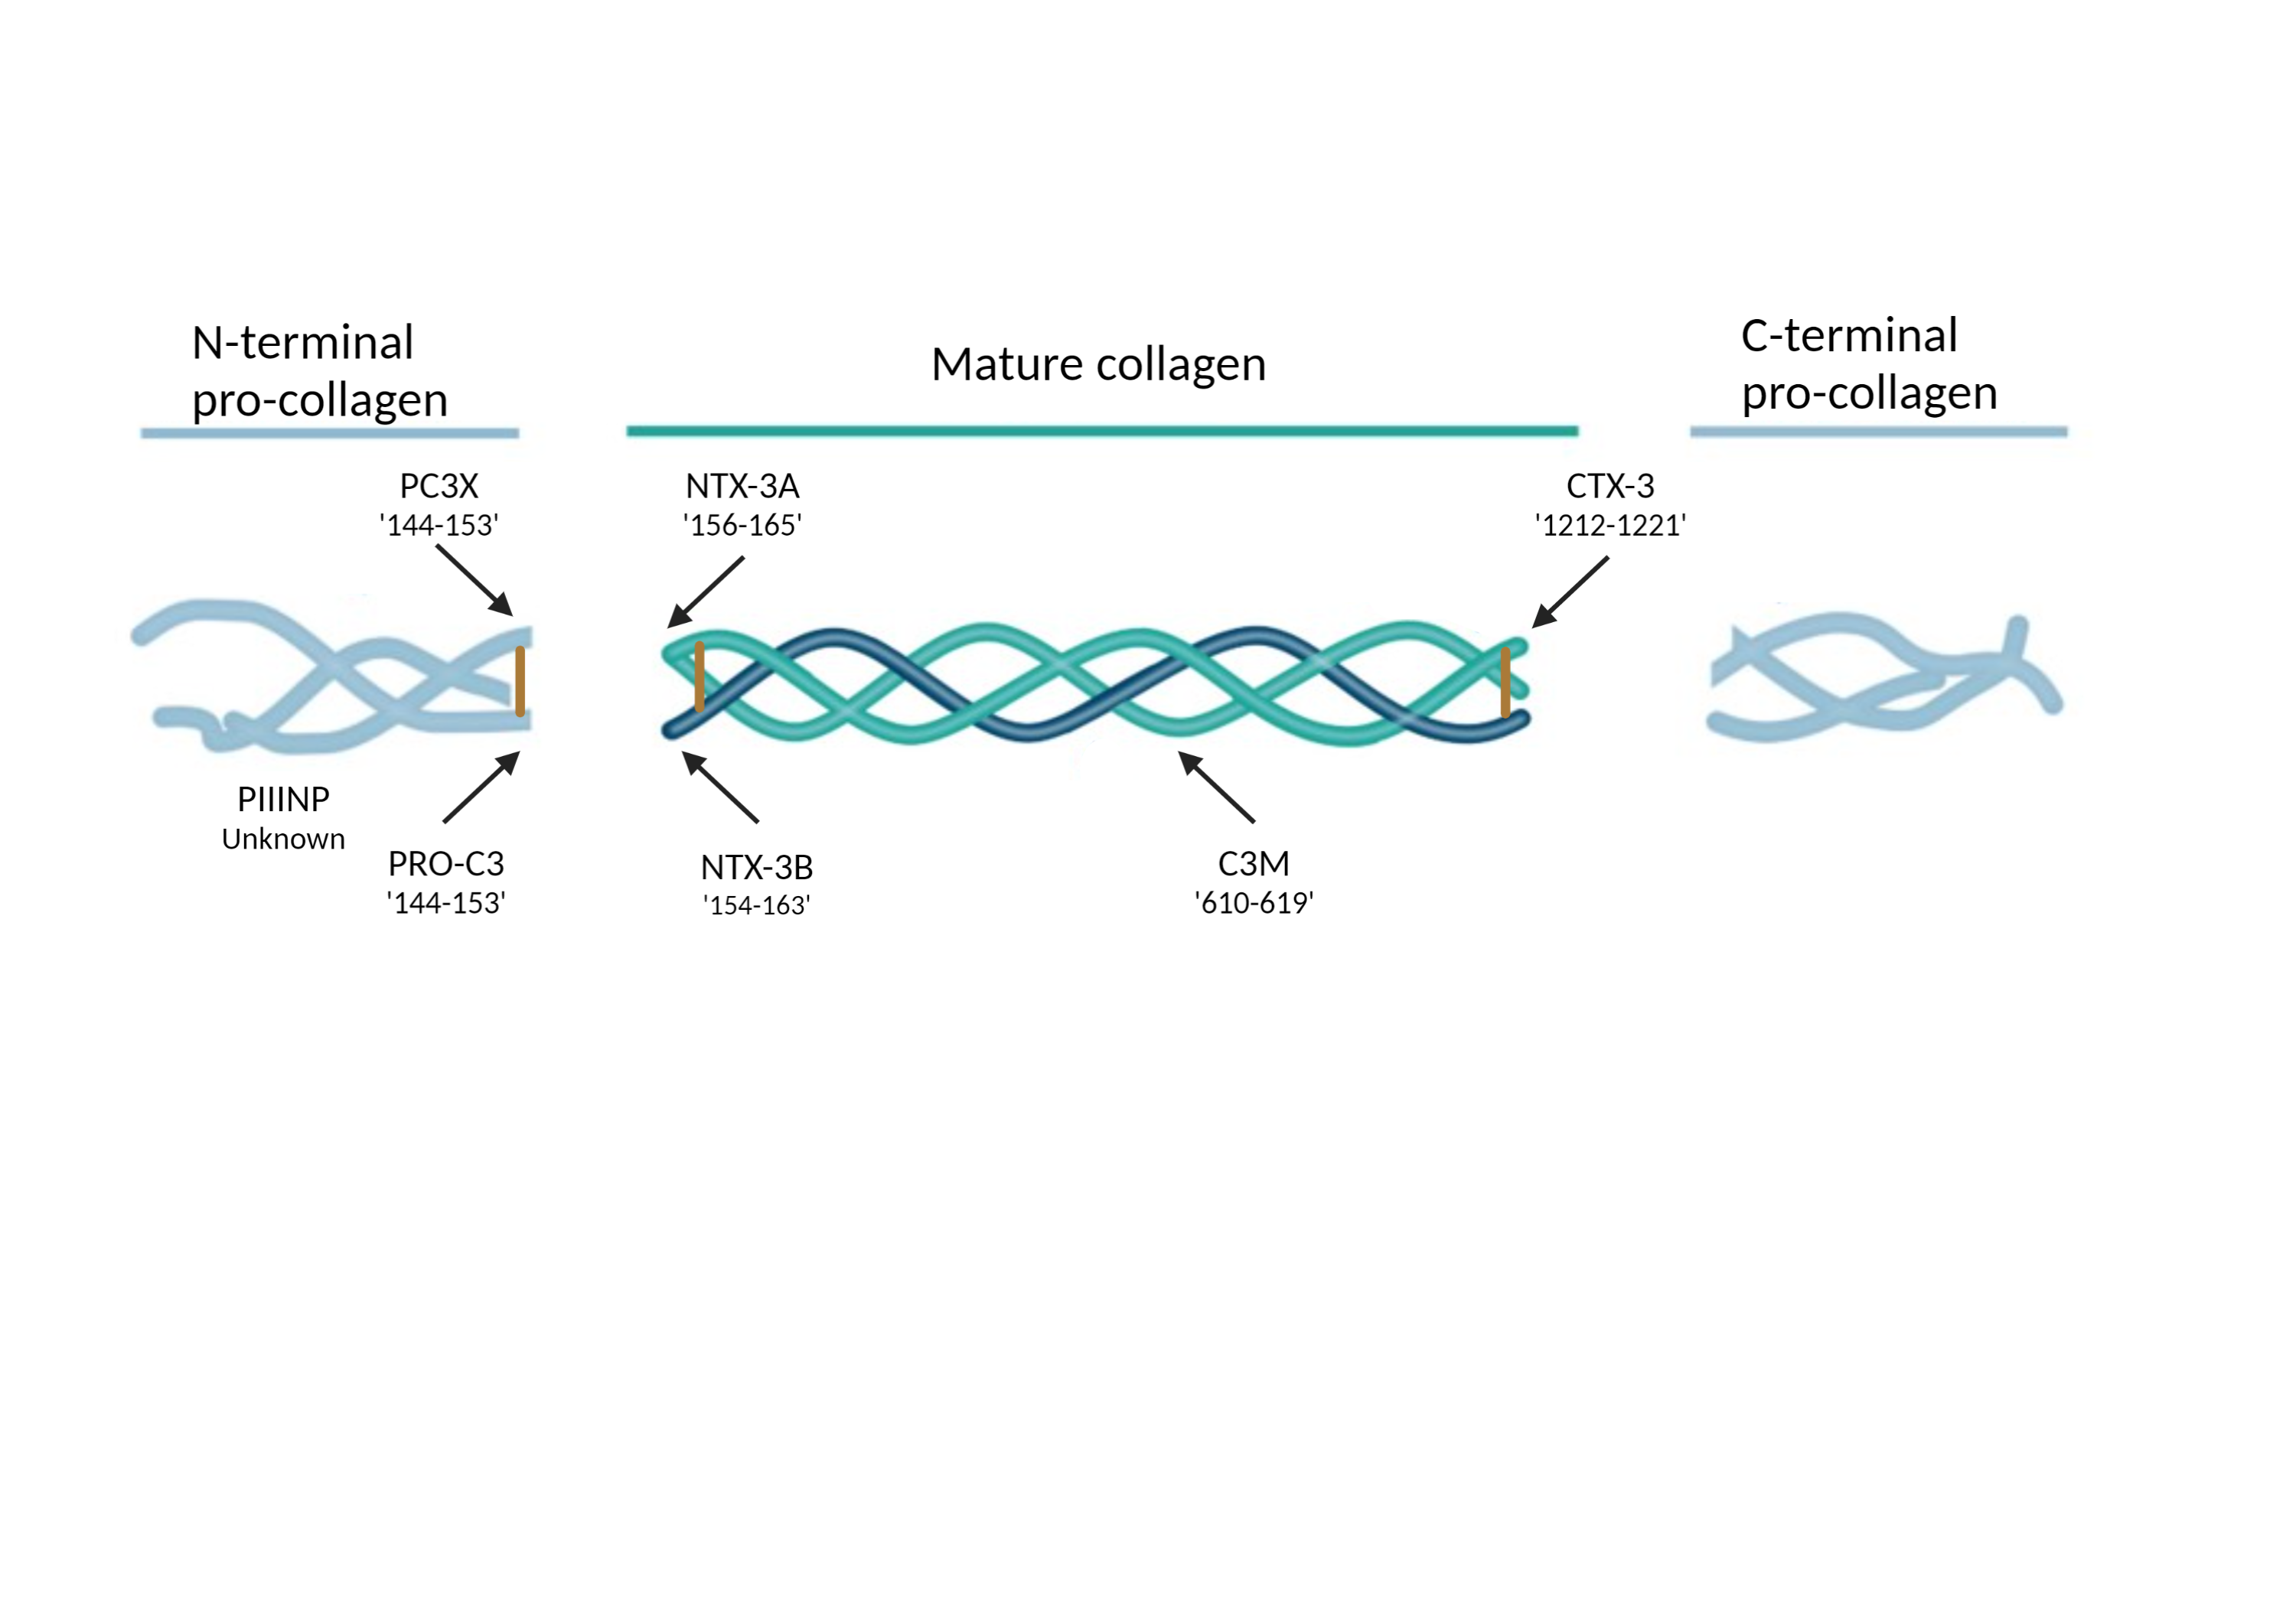 N-terminal
pro-collagen
Mature collagen
C-terminal
pro-collagen
PC3X
'144-153'
NTX-3A
'156-165'
CTX-3
'1212-1221'
PIIINP
Unknown
PRO-C3
'144-153'
NTX-3B
'154-163'
C3M
'610-619'